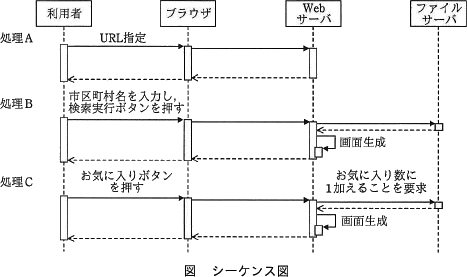 利用者
ブラウザ
Web
サーバ
ファイル
サーバ
処理A
URL指定
処理B
市区町村名を入力し，
検索実行ボタンを押す
画面生成
処理C
お気に入りボタン
を押す
お気に入り数に
1加えることを要求
画面生成
図　シーケンス図